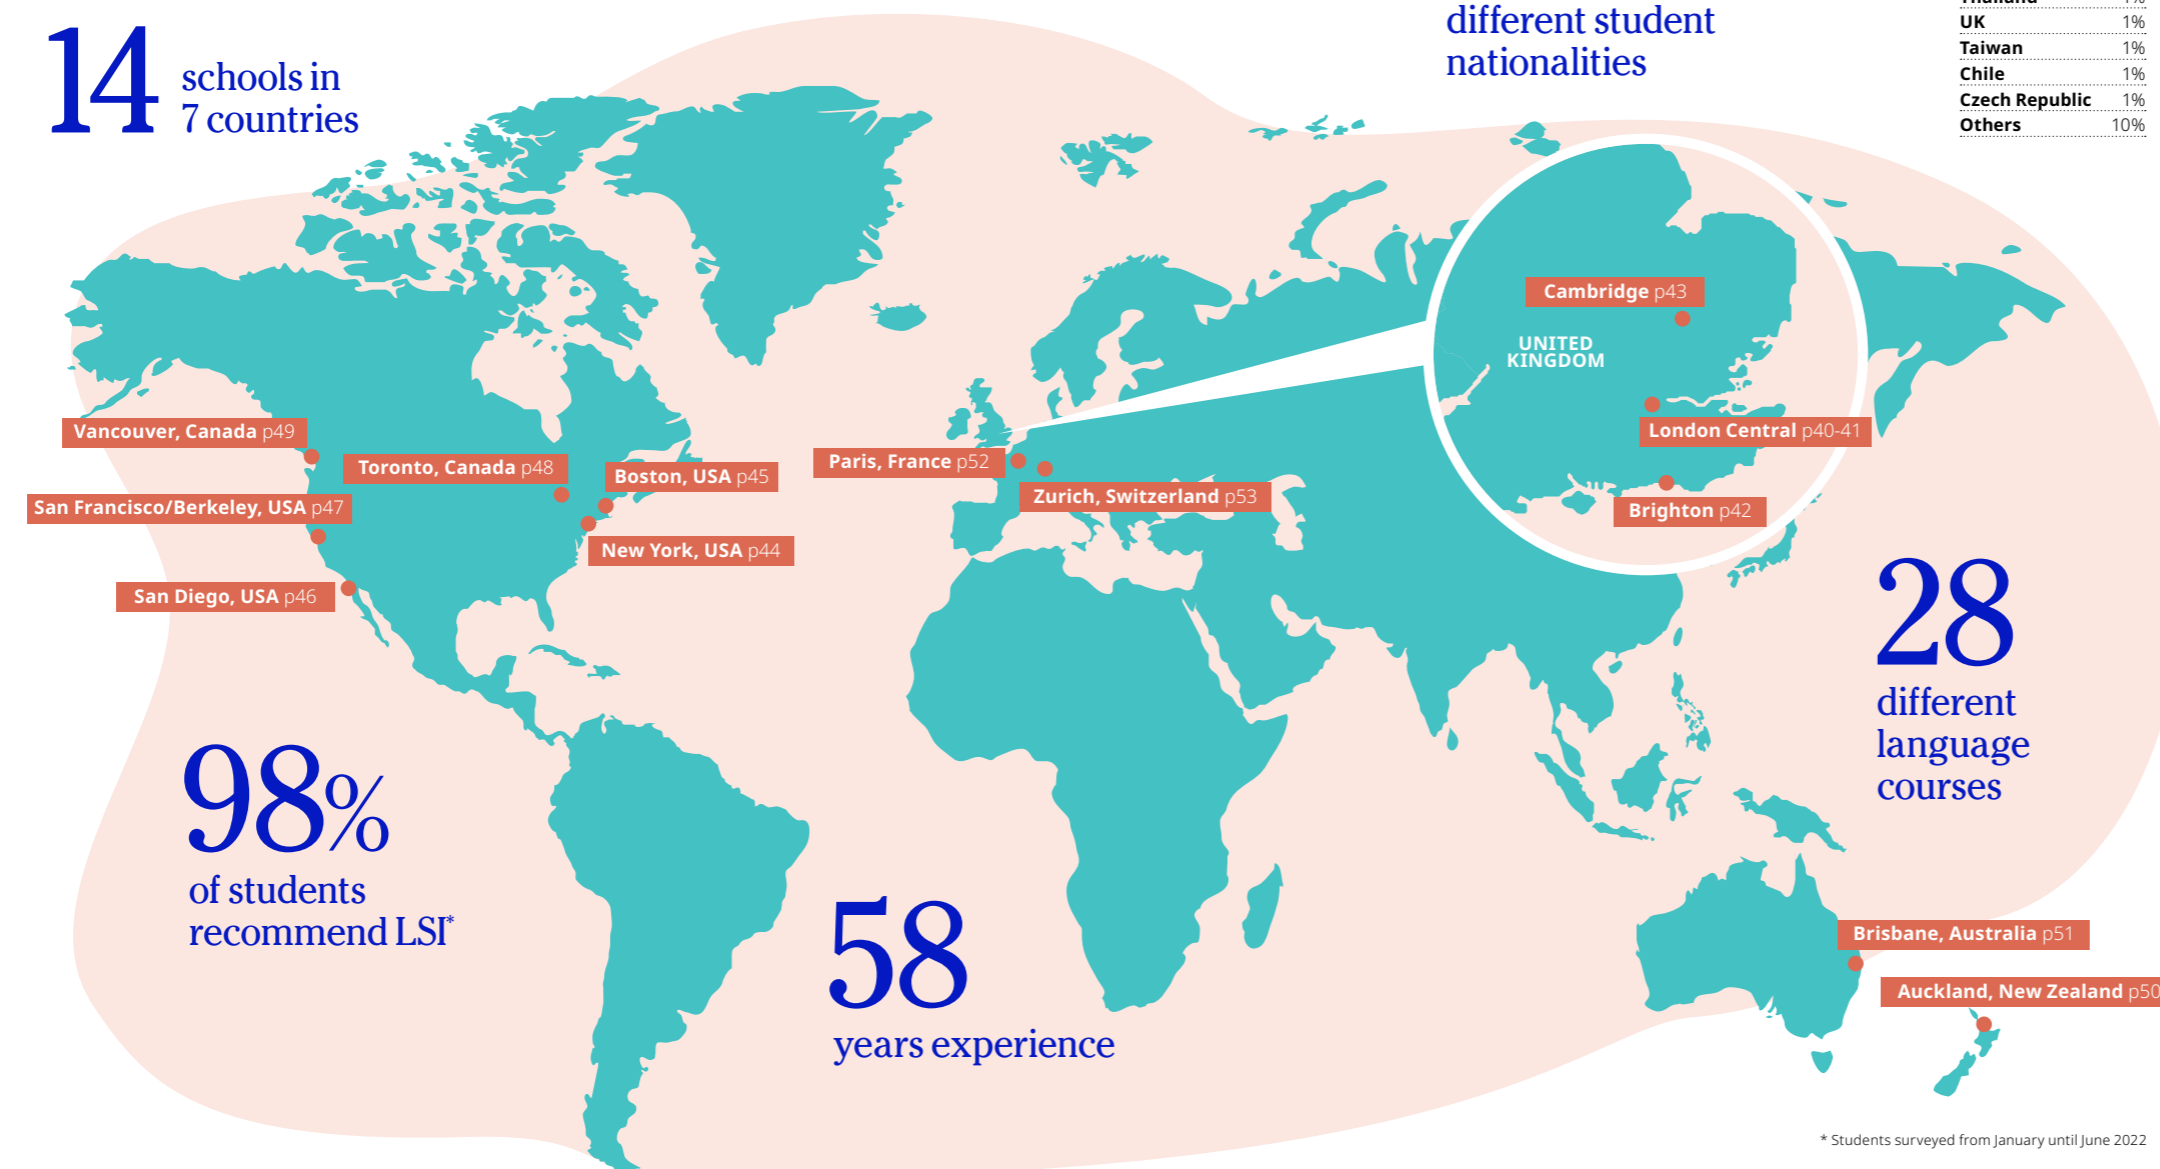 14
schools in
7 countries
different student
nationalities
Thailand 1%
UK 1%
Taiwan 1%
Chile 1%
Czech Republic 1%
Others 10%
Cambridge p43
UNITED
KINGDOM
London Central p40-41
Brighton p42
Vancouver, Canada p49
Toronto, Canada p48
Boston, USA p45
San Francisco/Berkeley, USA p47
New York, USA p44
San Diego, USA p46
Paris, France p52
Zurich, Switzerland p53
28
different
language
courses
98%
of students
recommend LSI*
58
years experience
Brisbane, Australia p51
Auckland, New Zealand p50
* Students surveyed from January until June 2022